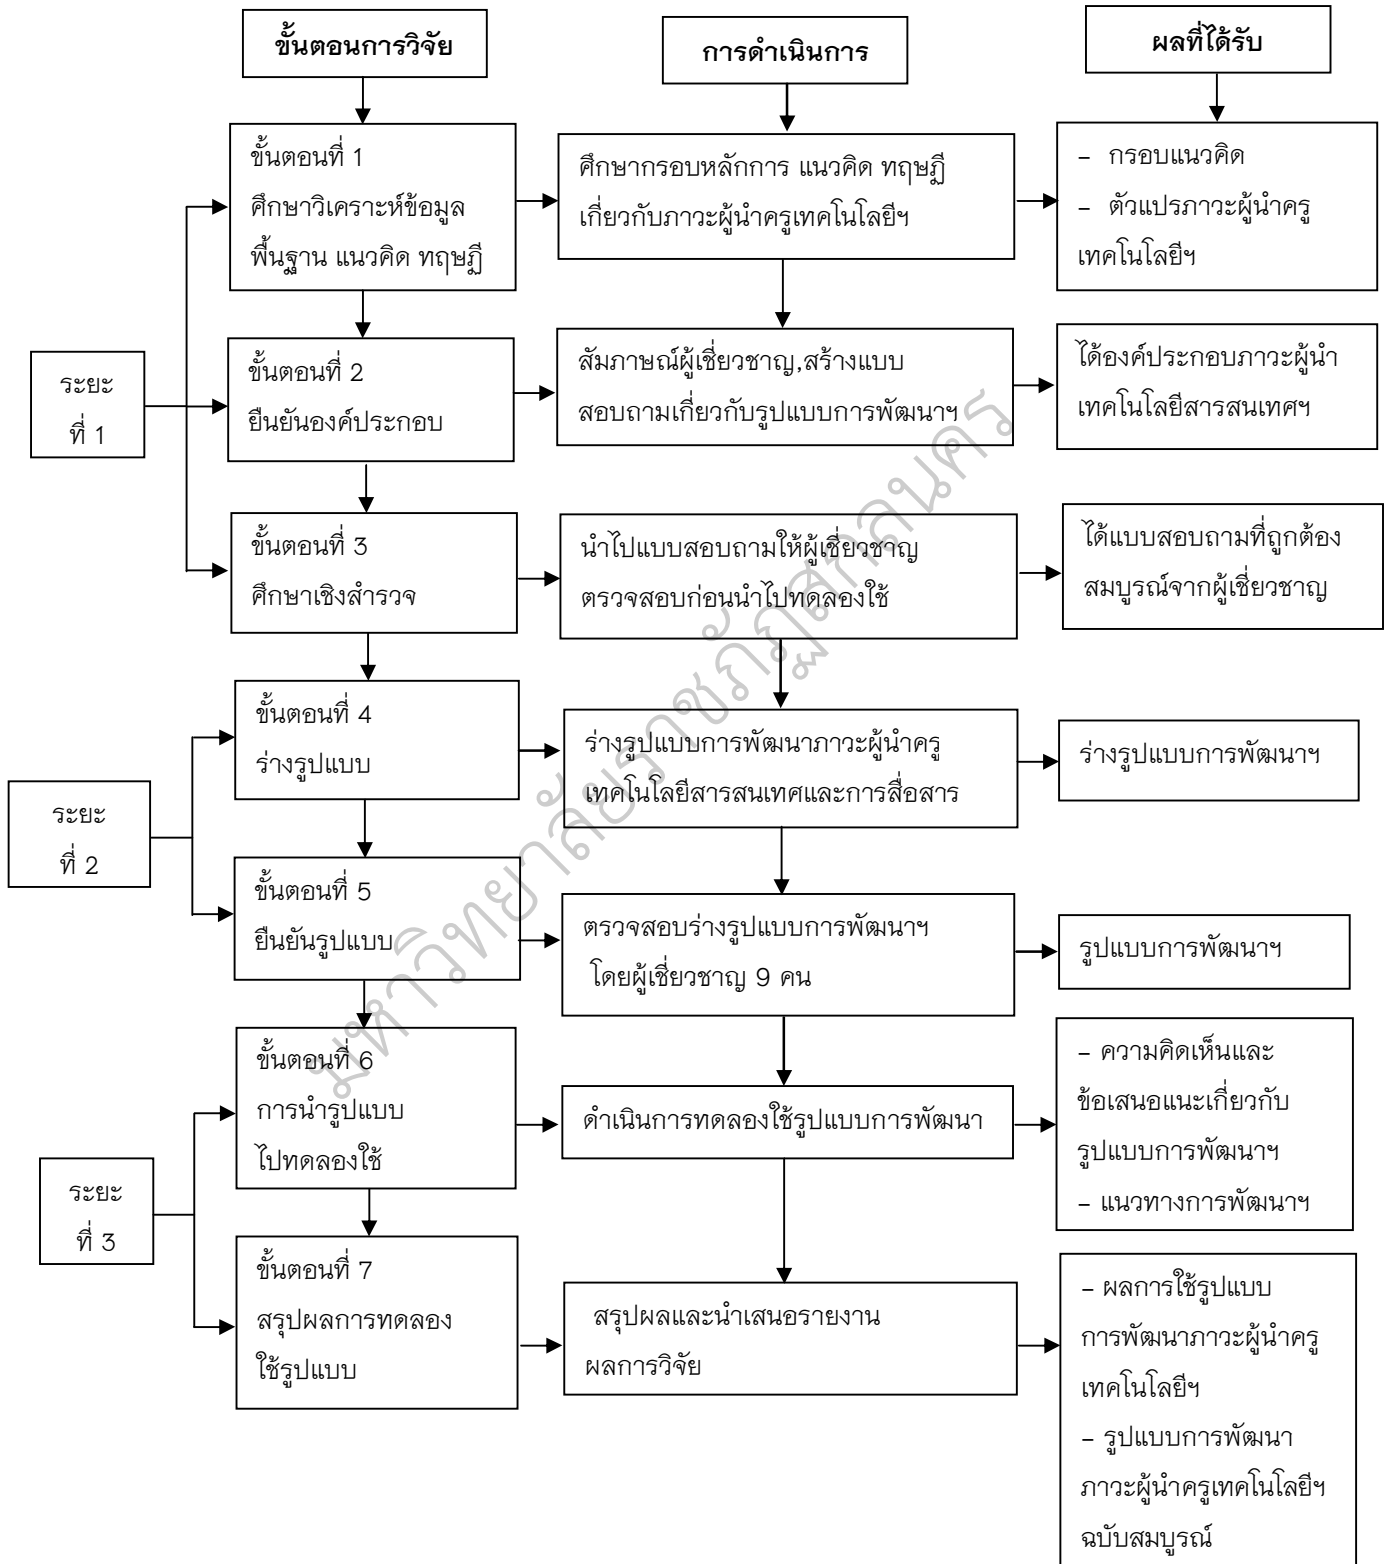 ขั้นตอนการวิจัย
การดำเนินการ
ผลที่ได้รับ
ระยะ
ที่ 1
ขั้นตอนที่ 1
ศึกษาวิเคราะห์ข้อมูล
พื้นฐาน แนวคิด ทฤษฎี
ศึกษากรอบหลักการ แนวคิด ทฤษฎี
เกี่ยวกับภาวะผู้นำครูเทคโนโลยีฯ
- กรอบแนวคิด
- ตัวแปรภาวะผู้นำครู
เทคโนโลยีฯ
ขั้นตอนที่ 2
ยืนยันองค์ประกอบ
สัมภาษณ์ผู้เชี่ยวชาญ,สร้างแบบ
สอบถามเกี่ยวกับรูปแบบการพัฒนาฯ
ได้องค์ประกอบภาวะผู้นำ
เทคโนโลยีสารสนเทศฯ
ขั้นตอนที่ 3
ศึกษาเชิงสำรวจ
นำไปแบบสอบถามให้ผู้เชี่ยวชาญ
ตรวจสอบก่อนนำไปทดลองใช้
ได้แบบสอบถามที่ถูกต้อง
สมบูรณ์จากผู้เชี่ยวชาญ
ระยะ
ที่ 2
ขั้นตอนที่ 4
ร่างรูปแบบ
ร่างรูปแบบการพัฒนาภาวะผู้นำครู
เทคโนโลยีสารสนเทศและการสื่อสาร
ร่างรูปแบบการพัฒนาฯ
ขั้นตอนที่ 5
ยืนยันรูปแบบ
ตรวจสอบร่างรูปแบบการพัฒนาฯ
โดยผู้เชี่ยวชาญ 9 คน
รูปแบบการพัฒนาฯ
ระยะ
ที่ 3
ขั้นตอนที่ 6
การนำรูปแบบ
ไปทดลองใช้
ดำเนินการทดลองใช้รูปแบบการพัฒนา
- ความคิดเห็นและ
ข้อเสนอแนะเกี่ยวกับ
รูปแบบการพัฒนาฯ
- แนวทางการพัฒนาฯ
ขั้นตอนที่ 7
สรุปผลการทดลอง
ใช้รูปแบบ
สรุปผลและนำเสนอรายงาน
ผลการวิจัย
- ผลการใช้รูปแบบ
การพัฒนาภาวะผู้นำครู
เทคโนโลยีฯ
- รูปแบบการพัฒนา
ภาวะผู้นำครูเทคโนโลยีฯ
ฉบับสมบูรณ์
มหาวิทยาลัยราชภัฏสกลนคร